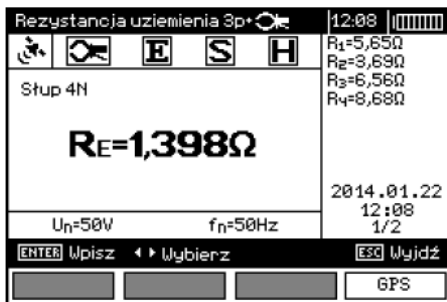 Rezystancja uziemienia 3p+
12:08
E S H
Słup 4N
RE=1,398Ω
Un=50V fn=50Hz
R1=5,65Ω
R2=3,69Ω
R3=6,56Ω
R4=8,68Ω
2014.01.22
12:08
1/2
ENTER Wpisz Wybierz ESC Wyjdź
GPS